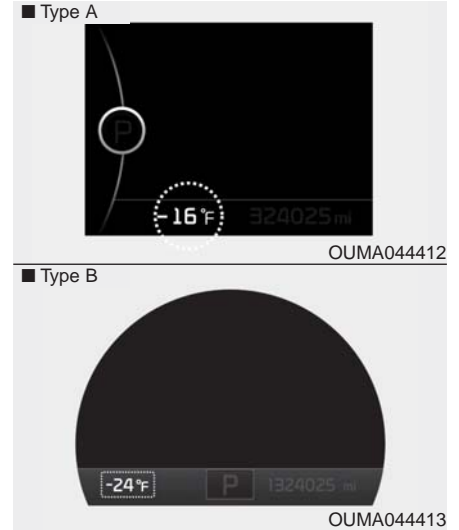 ■ Type A
P
-16°F 324025 mi
OUMA044412
■ Type B
-24°F P 1324025 mi
OUMA044413